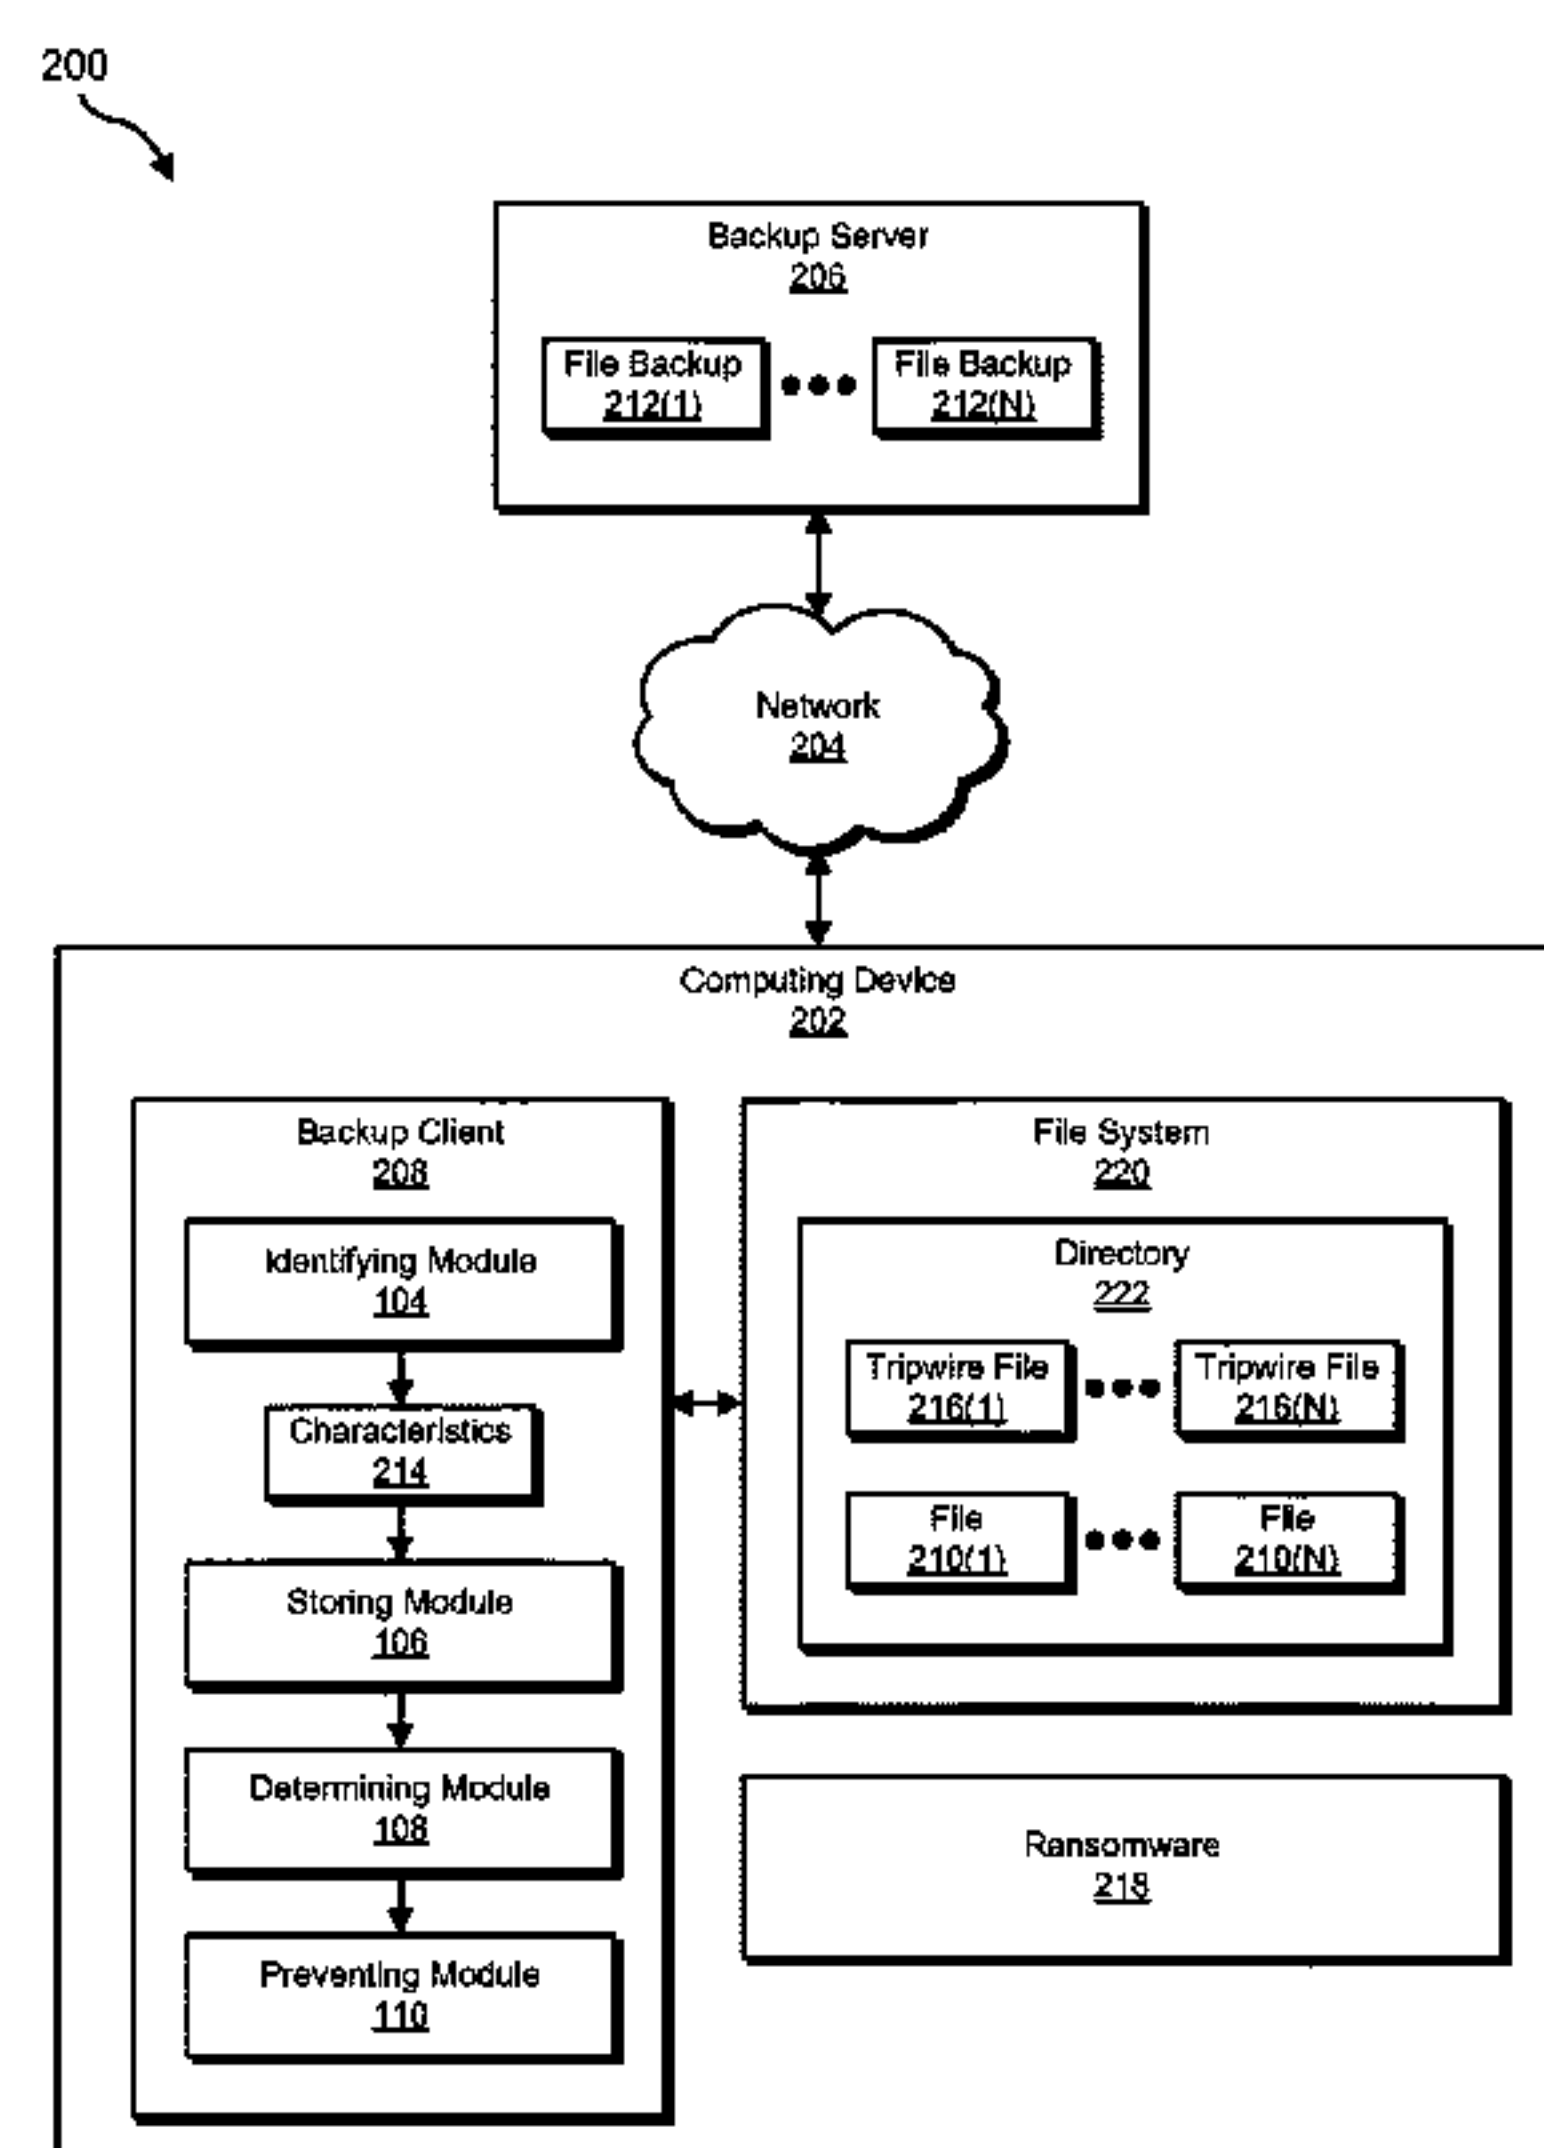 200
Backup Server
206
File Backup
212(1)
File Backup
212(N)
Network
204
Computing Device
202
Backup Client
208
Identifying Module
104
Characteristics
214
Storing Module
106
Determining Module
108
Preventing Module
110
File System
220
Directory
222
Tripwire File
216(1)
Tripwire File
216(N)
File
210(1)
File
210(N)
Ransomware
218